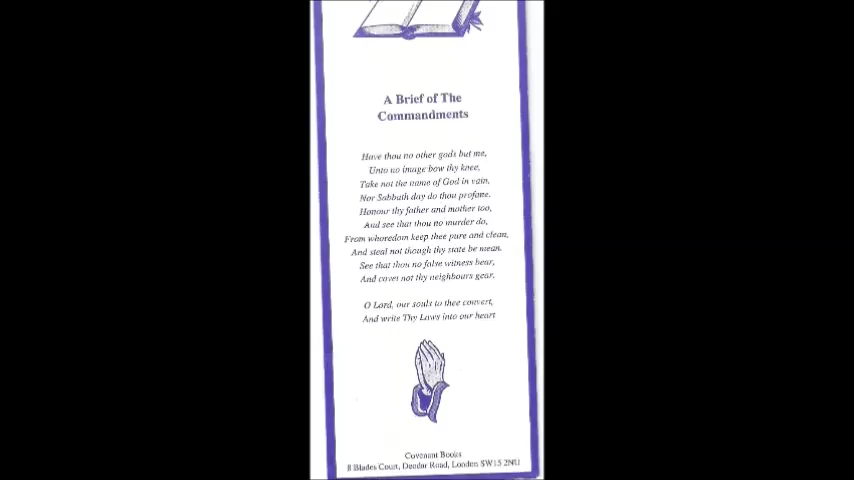 A Brief of The
Commandments
Have thou no other gods but me,
Unto no image bow thy knee,
Take not the name of God in vain,
Nor Sabbath day do thou profane.
Honour thy father and mother too,
And see that thou no murder do,
From whoredom keep thee pure and clean,
And steal not though thy state be mean.
See that thou no false witness bear,
And covet not thy neighbours gear.
O Lord, our souls to thee convert,
And write Thy Laws into our heart
Covenant Books
8 Blades Court, Deodar Road, London SW15 2NU